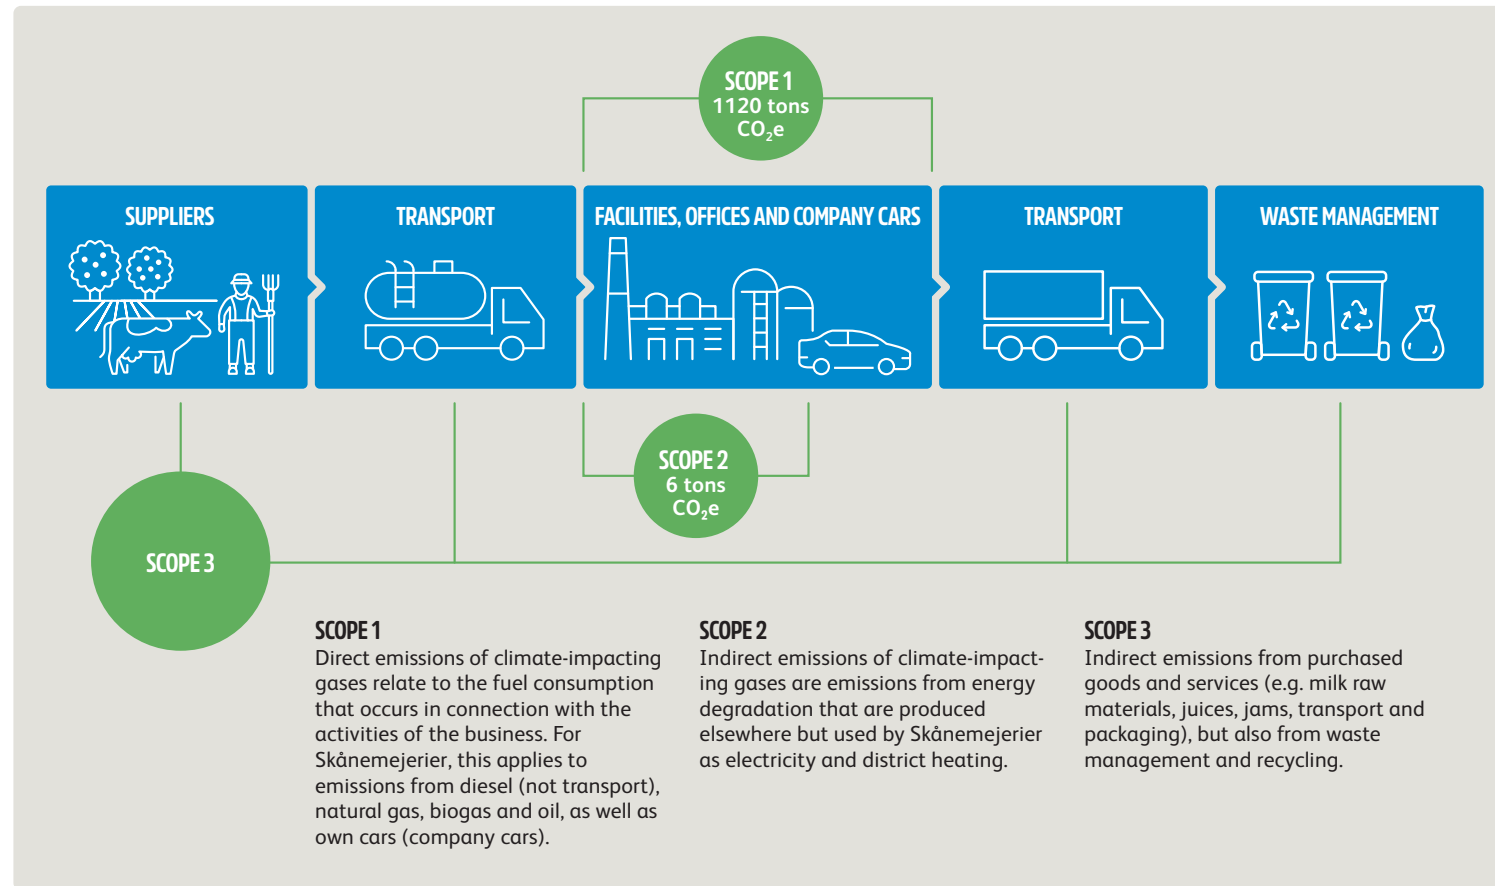 SCOPE 1
1120 tons
CO₂e
SUPPLIERS
TRANSPORT
FACILITIES, OFFICES AND COMPANY CARS
TRANSPORT
WASTE MANAGEMENT
SCOPE 2
6 tons
CO₂e
SCOPE 3
SCOPE 1
Direct emissions of climate-impacting
gases relate to the fuel consumption
that occurs in connection with the
activities of the business. For
Skånemejerier, this applies to
emissions from diesel (not transport),
natural gas, biogas and oil, as well as
own cars (company cars).
SCOPE 2
Indirect emissions of climate-impact-
ing gases are emissions from energy
degradation that are produced
elsewhere but used by Skånemejerier
as electricity and district heating.
SCOPE 3
Indirect emissions from purchased
goods and services (e.g. milk raw
materials, juices, jams, transport and
packaging), but also from waste
management and recycling.